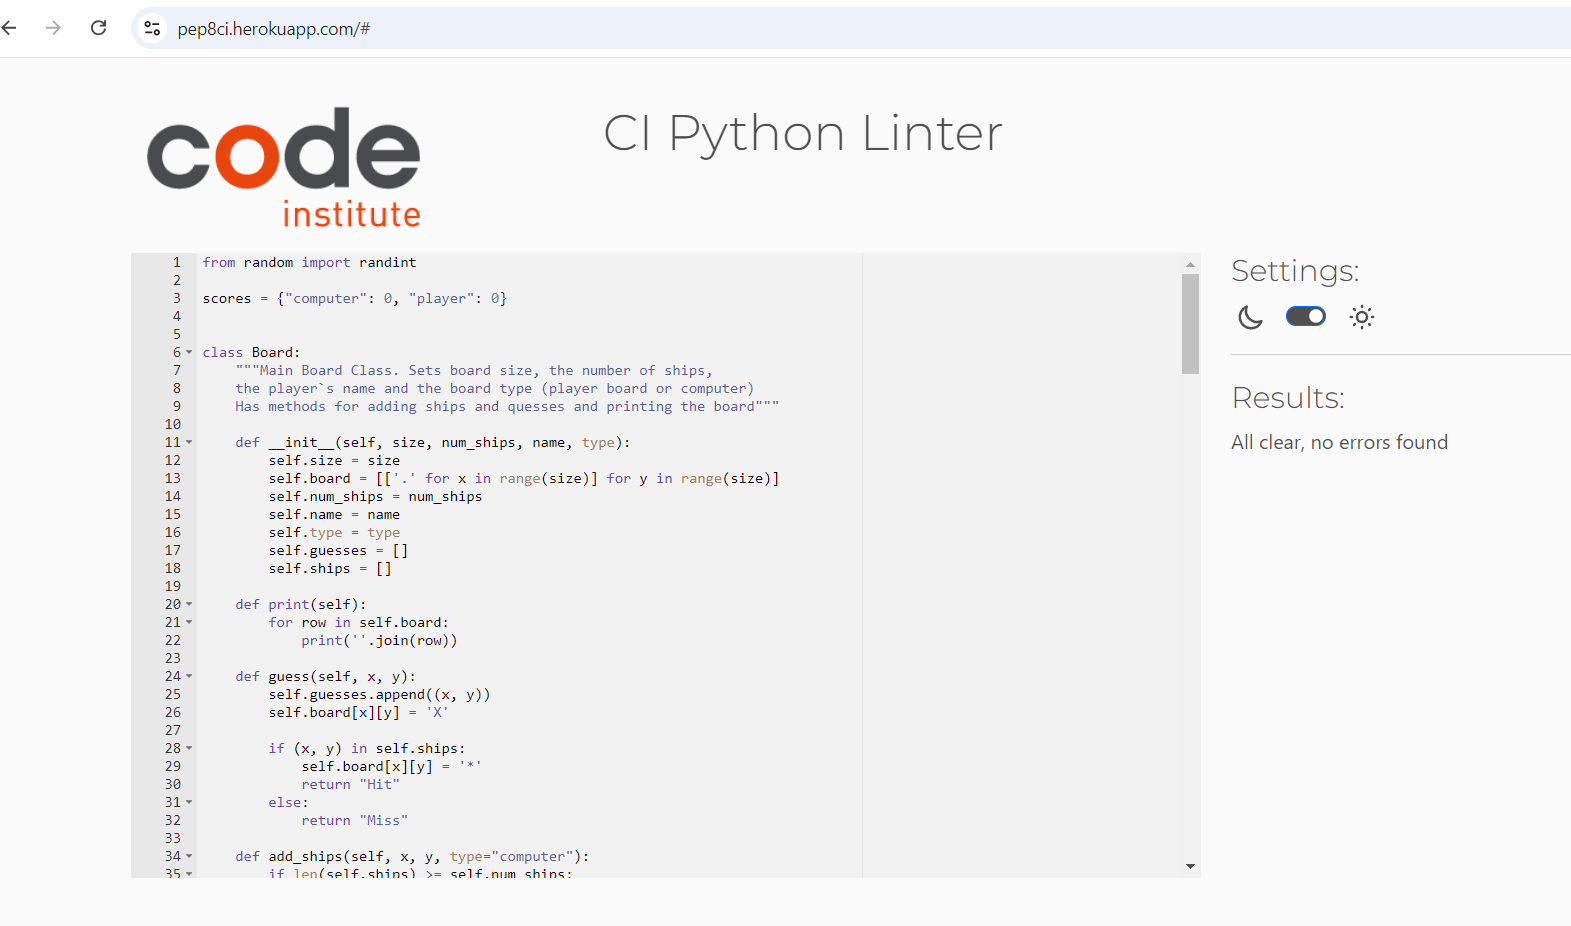 pep8ci.herokuapp.com/#
code
institute
CI Python Linter
1 from random import randint
2
3 scores = {"computer": 0, "player": 0}
4
5
6 class Board:
7     """Main Board Class. Sets board size, the number of ships,
8     the player`s name and the board type (player board or computer)
9     Has methods for adding ships and quesses and printing the board"""
10
11     def __init__(self, size, num_ships, name, type):
12         self.size = size
13         self.board = [['.' for x in range(size)] for y in range(size)]
14         self.num_ships = num_ships
15         self.name = name
16         self.type = type
17         self.guesses = []
18         self.ships = []
19
20     def print(self):
21         for row in self.board:
22             print(''.join(row))
23
24     def guess(self, x, y):
25         self.guesses.append((x, y))
26         self.board[x][y] = 'X'
27
28         if (x, y) in self.ships:
29             self.board[x][y] = '*'
30             return "Hit"
31         else:
32             return "Miss"
33
34     def add_ships(self, x, y, type="computer"):
35         if len(self.ships) >= self.num_ships:
Settings:
Results:
All clear, no errors found